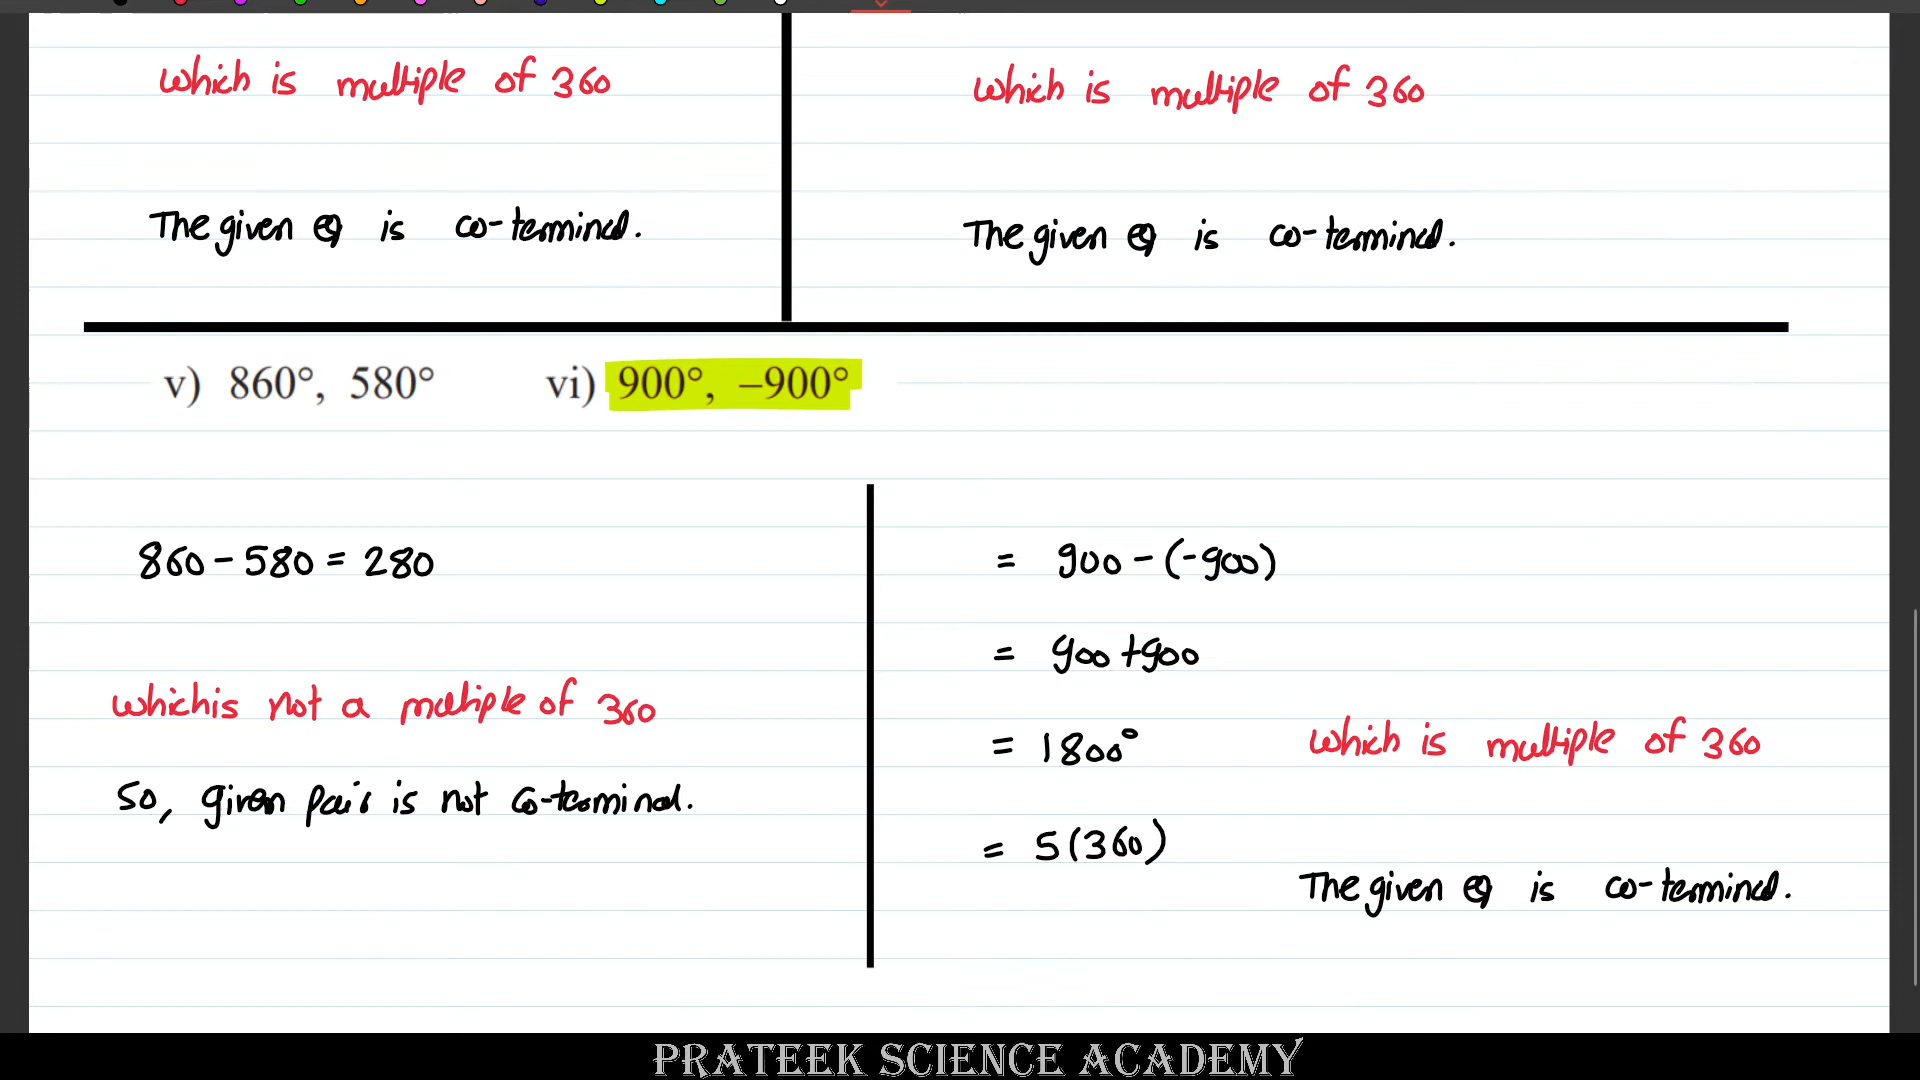 which is multiple of 360
which is multiple of 360
The given eq is co-terminal.
The given eq is co-terminal.
v) 860°, 580° vi) 900°, –900°
860 - 580 = 280
which is not a multiple of 360
So, given pair is not co-terminal.
= 900 - (-900)
= 900 + 900
= 1800°
which is multiple of 360
= 5(360)
The given eq is co-terminal.
PRATEEK SCIENCE ACADEMY